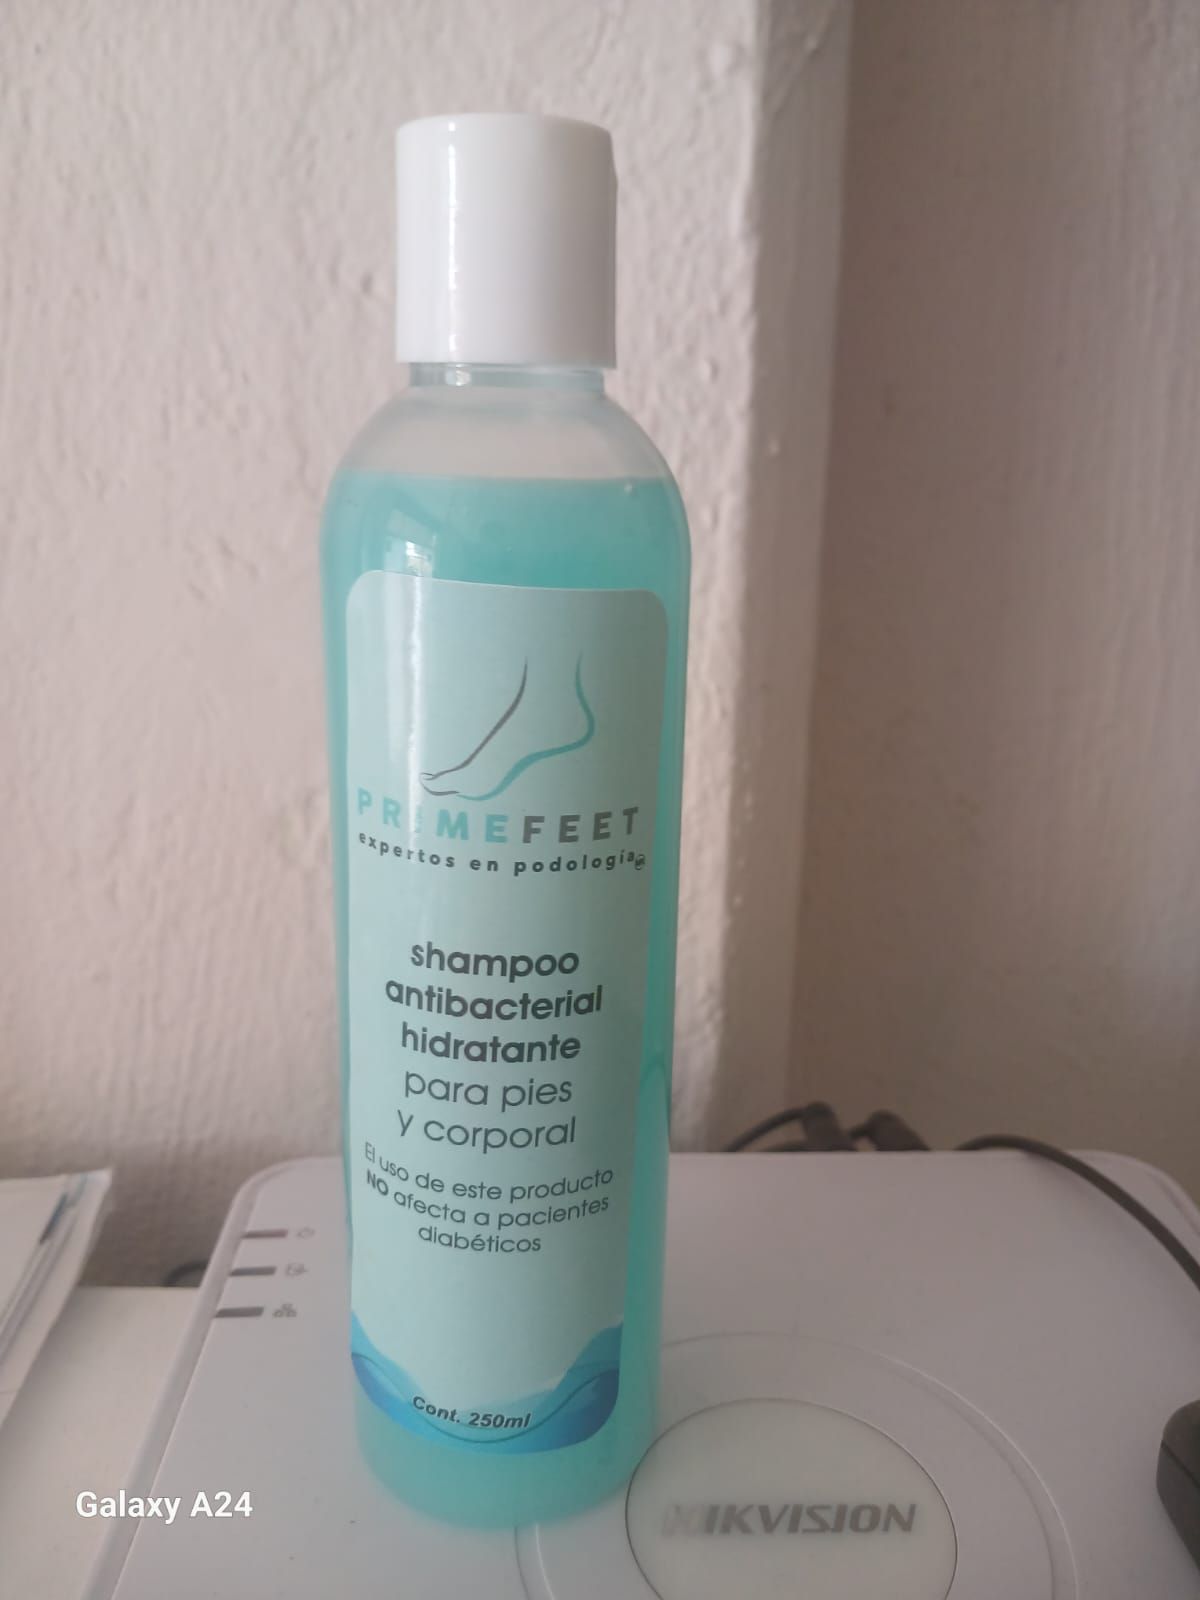 PRIMEFEET
expertos en podología
shampoo
antibacterial
hidratante
para pies
y corporal
El uso de este producto
NO afecta a pacientes
diabéticos
Cont. 250ml
HIKVISION
Galaxy A24